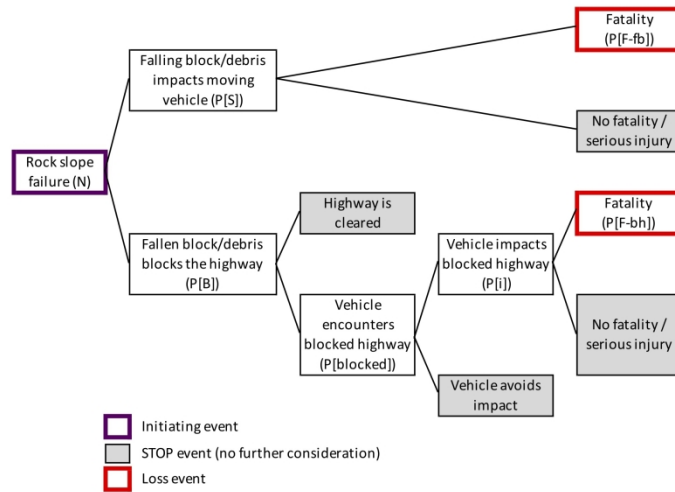 Fatality
(P[F-fb])
Falling block/debris
impacts moving
vehicle (P[S])
No fatality /
serious injury
Rock slope
failure (N)
Highway is
cleared
Fatality
(P[F-bh])
Fallen block/debris
blocks the highway
(P[B])
Vehicle impacts
blocked highway
(P[i])
Vehicle
encounters
blocked highway
(P[blocked])
No fatality /
serious injury
Vehicle avoids
impact
Initiating event
STOP event (no further consideration)
Loss event